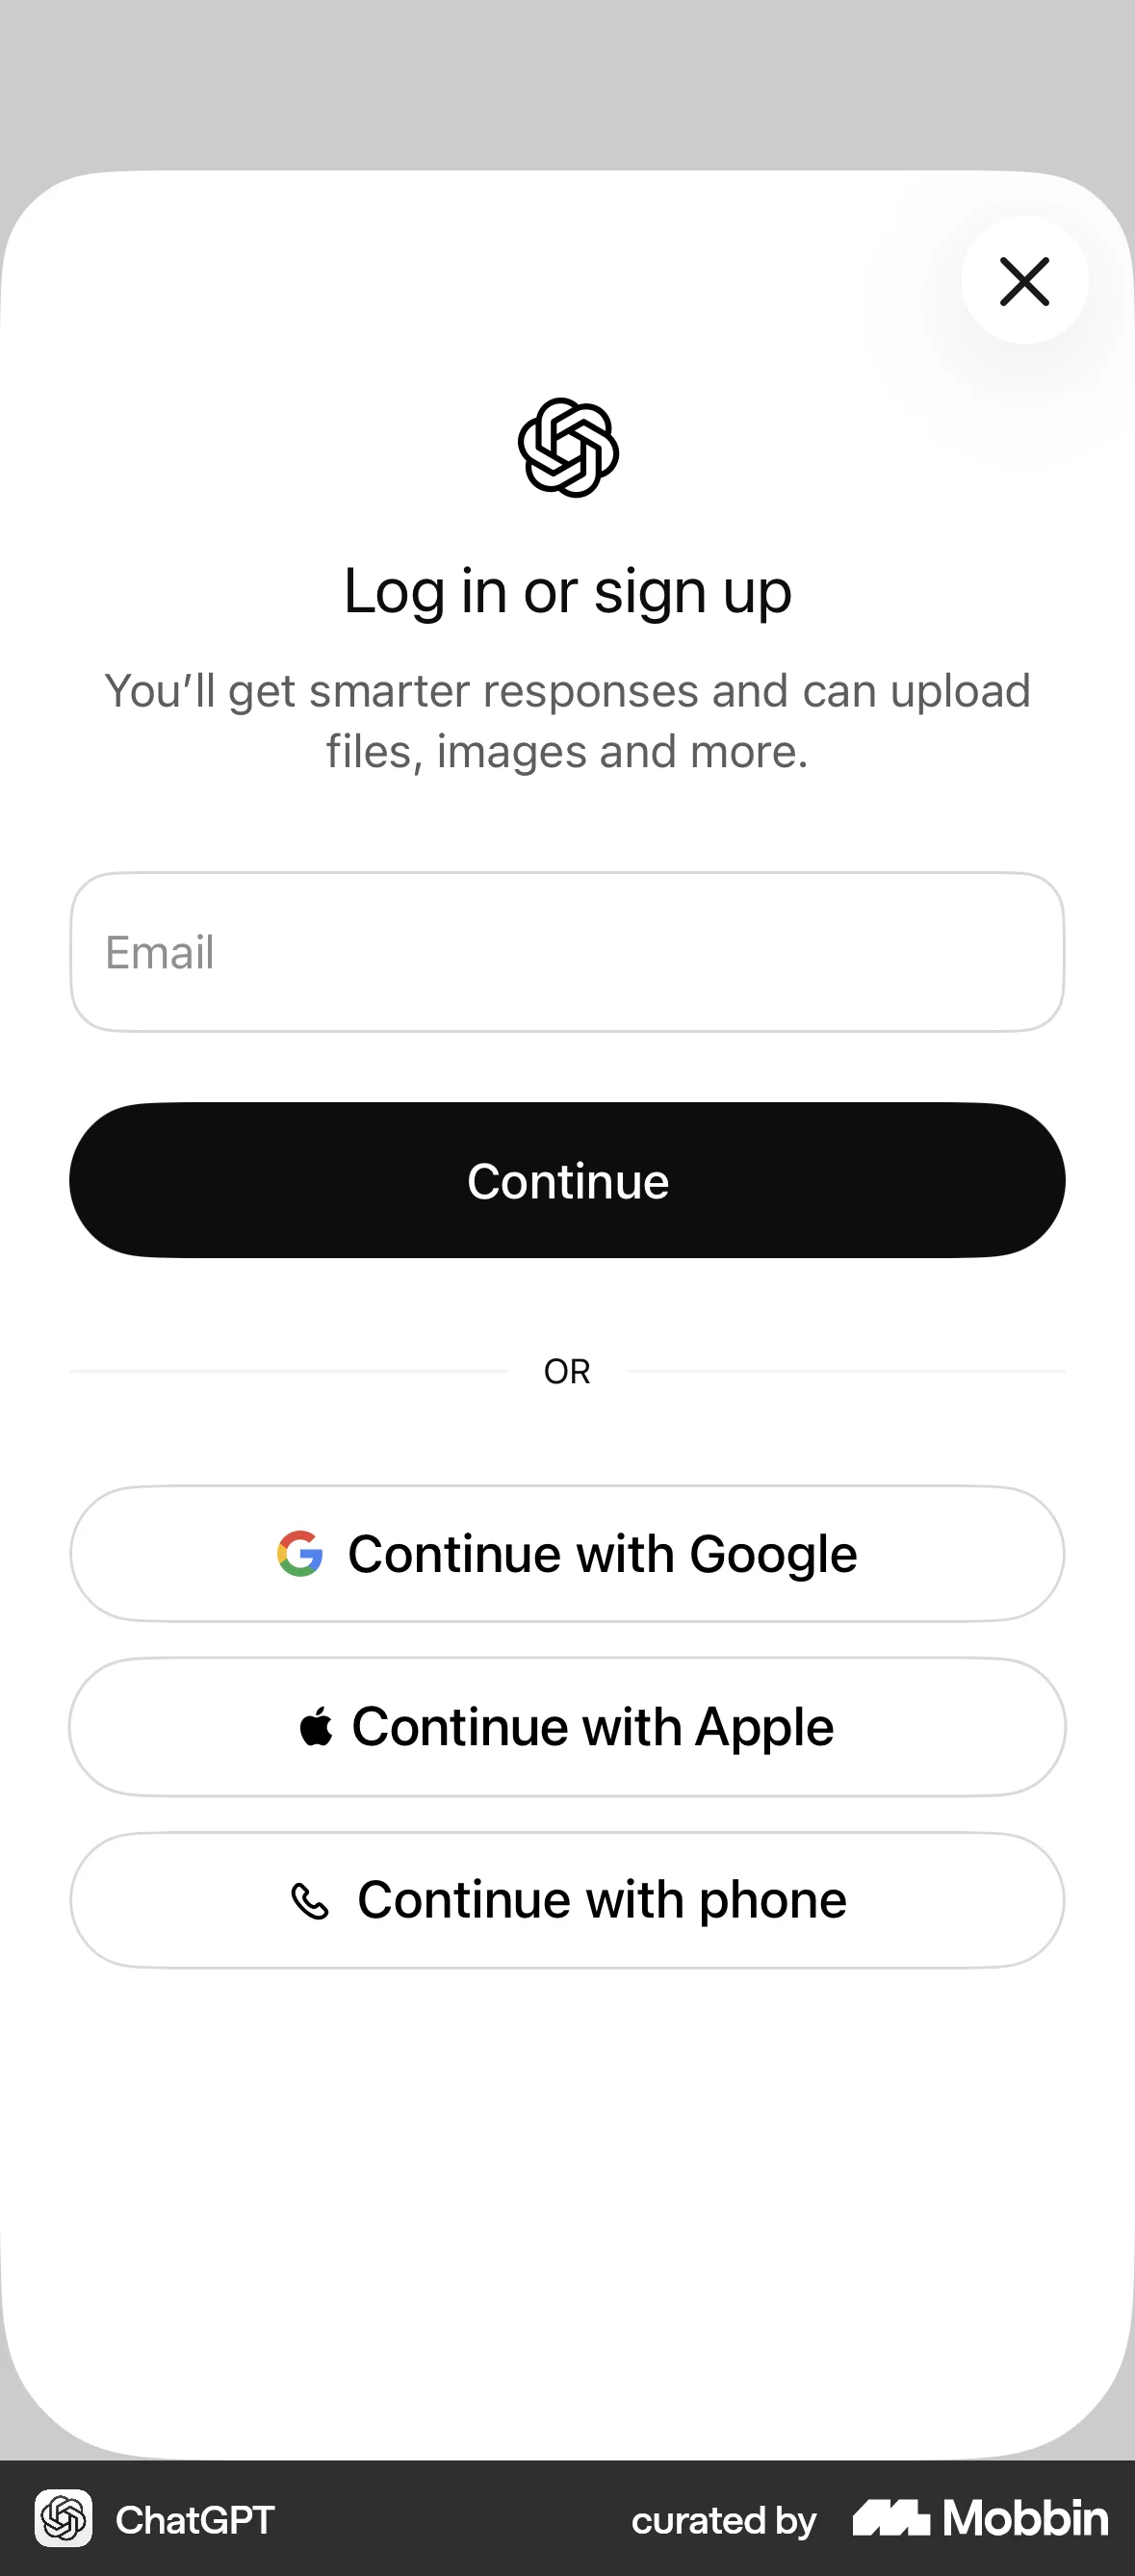 Log in or sign up
You’ll get smarter responses and can upload
files, images and more.
Email
Continue
OR
Continue with Google
Continue with Apple
Continue with phone
ChatGPT
curated by Mobbin